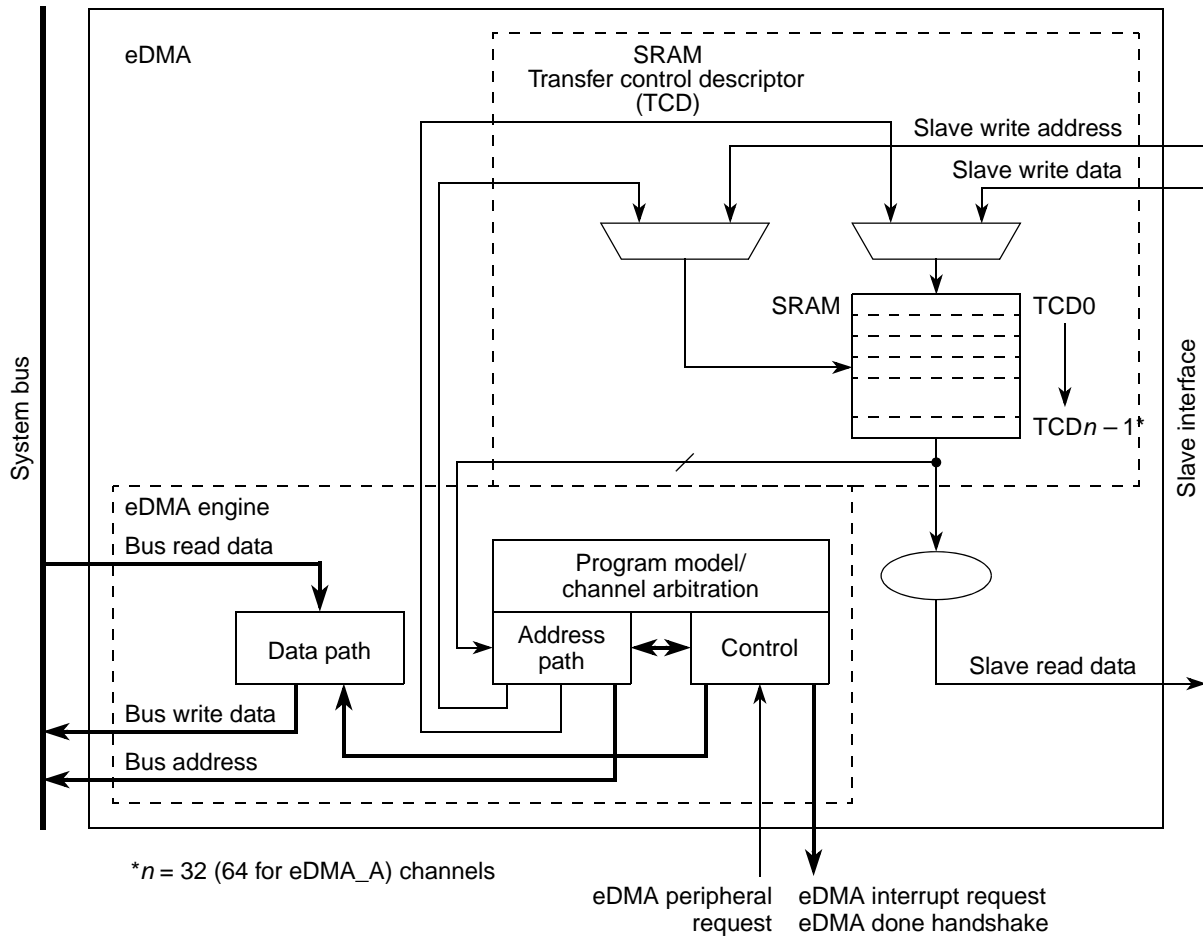 eDMA
SRAM
Transfer control descriptor
(TCD)
Slave write address
Slave write data
SRAM
TCD0
TCDn – 1*
System bus
Slave interface
eDMA engine
Bus read data
Program model/
channel arbitration
Data path
Address
path
Control
Slave read data
Bus write data
Bus address
*n = 32 (64 for eDMA_A) channels
eDMA peripheral
request
eDMA interrupt request
eDMA done handshake